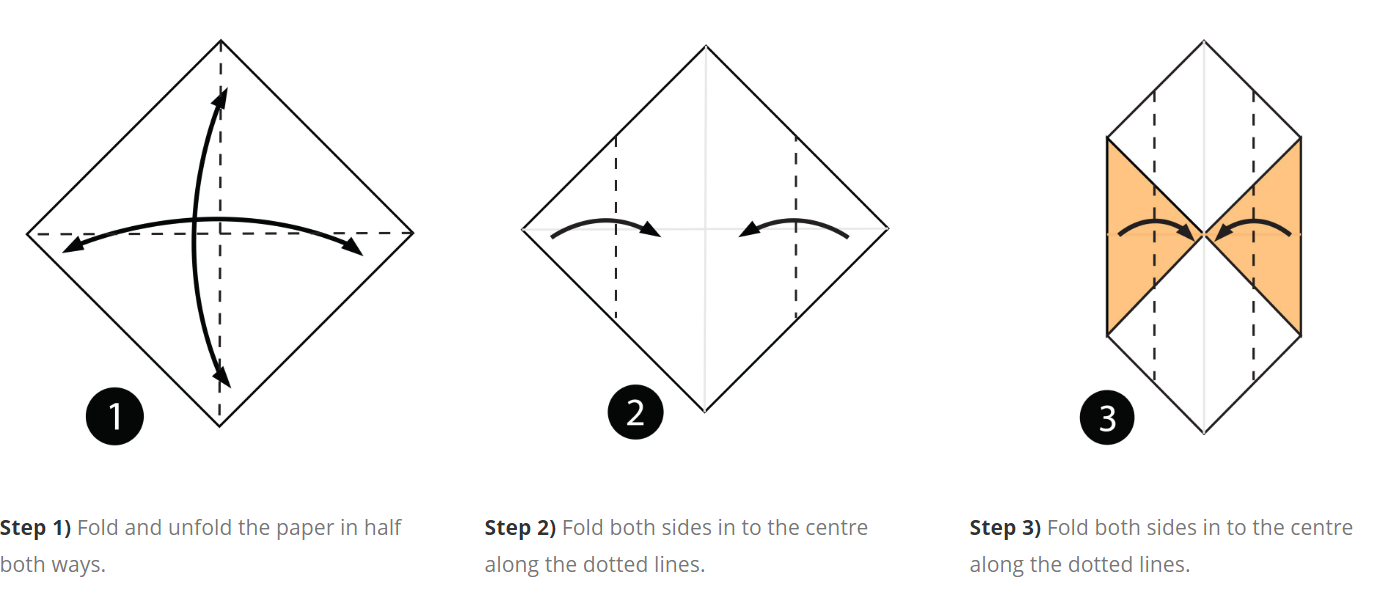 1
2
3
Step 1) Fold and unfold the paper in half
both ways.
Step 2) Fold both sides in to the centre
along the dotted lines.
Step 3) Fold both sides in to the centre
along the dotted lines.